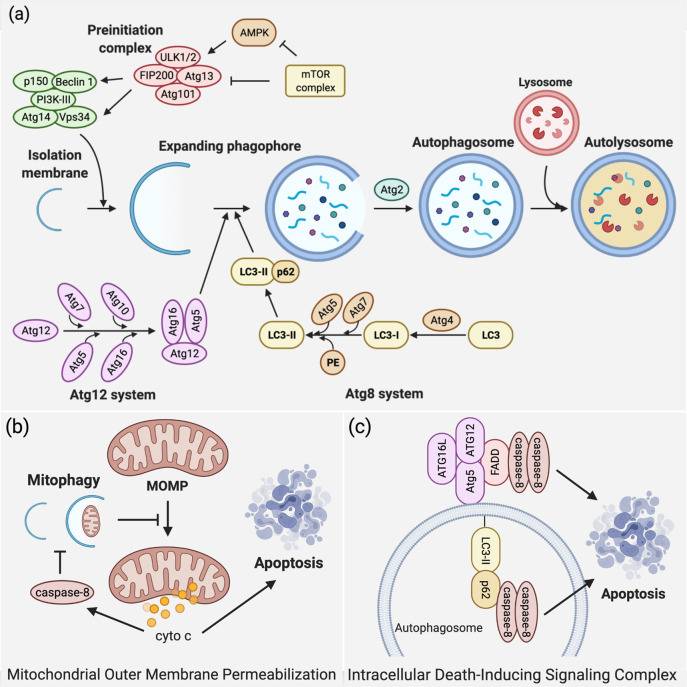 (a)
Preinitiation
complex
AMPK
mTOR
complex
ULK1/2
FIP200
Atg13
Atg101
p150
Beclin 1
PI3K-III
Atg14
Vps34
Isolation
membrane
Expanding phagophore
Autophagosome
Lysosome
Autolysosome
Atg2
LC3-II
p62
Atg12
Atg7
Atg10
Atg5
Atg16
Atg16
Atg5
Atg12
LC3-II
Atg5
Atg7
PE
LC3-I
Atg4
LC3
Atg12 system
Atg8 system
(b)
Mitophagy
MOMP
caspase-8
cyto c
Apoptosis
Mitochondrial Outer Membrane Permeabilization
(c)
ATG16L
ATG12
Atg5
FADD
caspase-8
caspase-8
LC3-II
p62
caspase-8
caspase-8
Autophagosome
Apoptosis
Intracellular Death-Inducing Signaling Complex